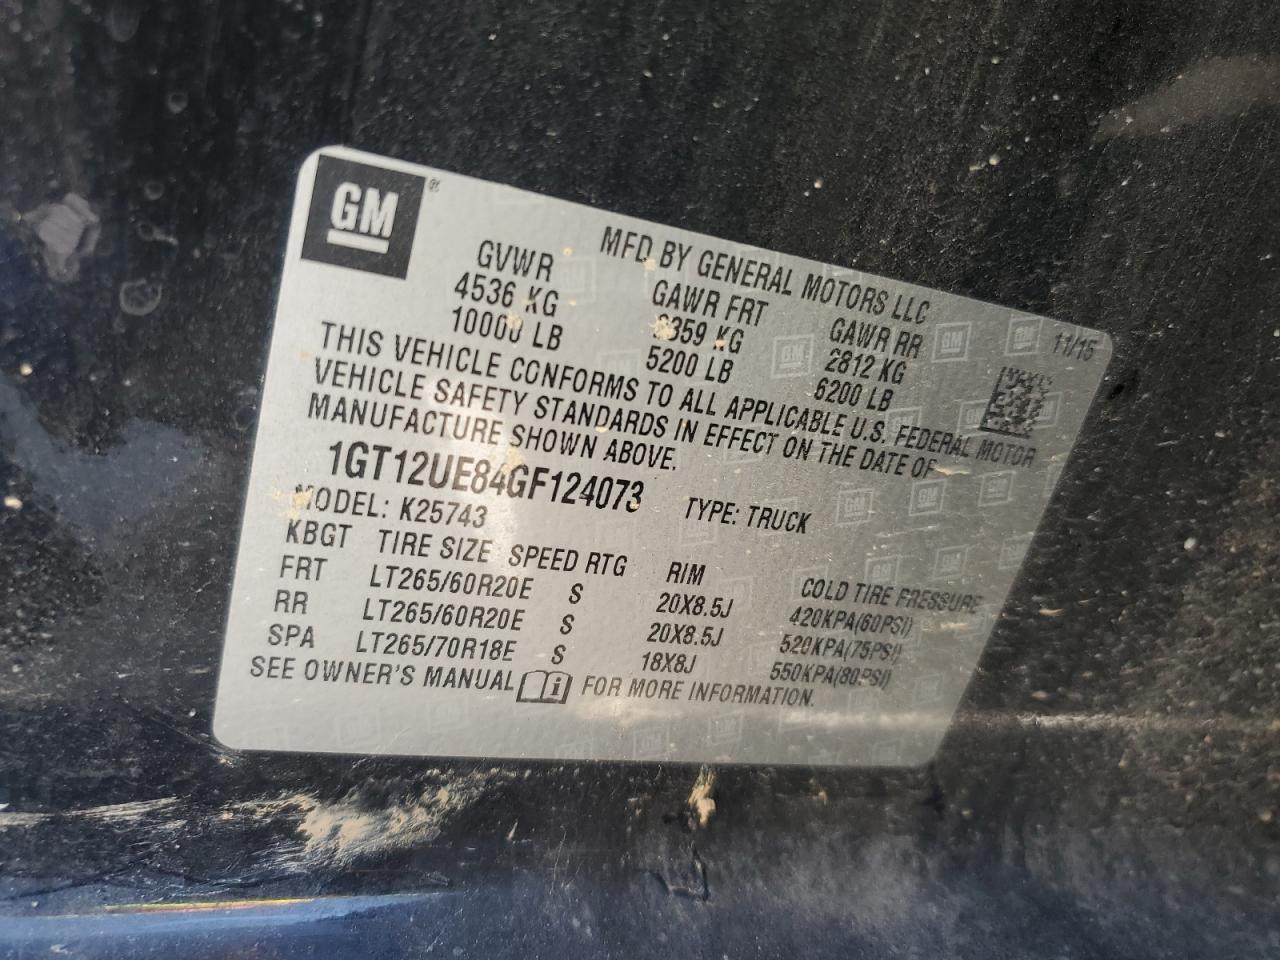 GM
MFD BY GENERAL MOTORS LLC
11/15
GVWR GAWR FRT GAWR RR
4536 KG 2359 KG 2812 KG
10000 LB 5200 LB 6200 LB
THIS VEHICLE CONFORMS TO ALL APPLICABLE U.S. FEDERAL MOTOR
VEHICLE SAFETY STANDARDS IN EFFECT ON THE DATE OF
MANUFACTURE SHOWN ABOVE.
1GT12UE84GF124073 TYPE: TRUCK
MODEL: K25743
KBGT TIRE SIZE SPEED RTG RIM COLD TIRE PRESSURE
FRT LT265/60R20E S 20X8.5J 420KPA(60PSI)
RR LT265/60R20E S 20X8.5J 520KPA(75PSI)
SPA LT265/70R18E S 18X8J 550KPA(80PSI)
SEE OWNER'S MANUAL i FOR MORE INFORMATION.